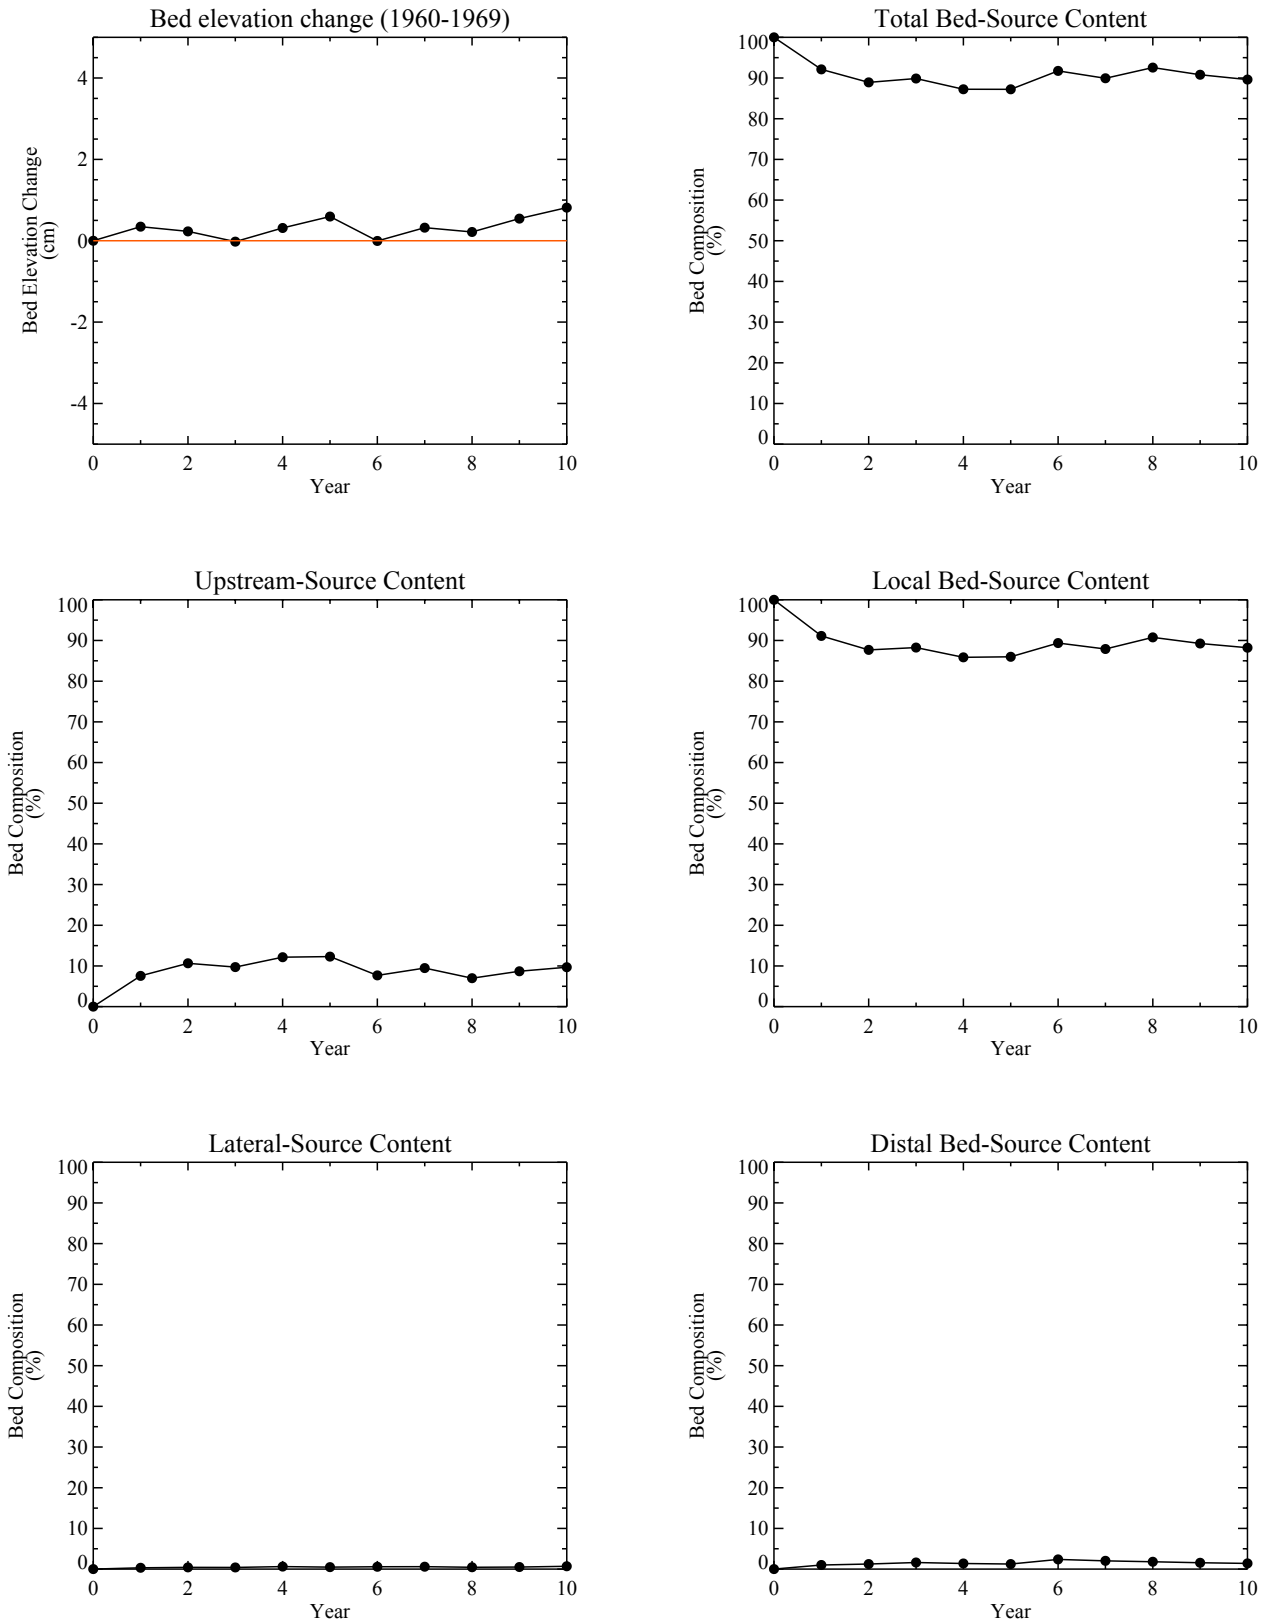 Bed elevation change (1960-1969)
4
2
0
-2
-4
Bed Elevation Change
(cm)
0 2 4 6 8 10
Year
Total Bed-Source Content
100
90
80
70
60
50
40
30
20
10
0
Bed Composition
(%)
0 2 4 6 8 10
Year
Upstream-Source Content
100
90
80
70
60
50
40
30
20
10
0
Bed Composition
(%)
0 2 4 6 8 10
Year
Local Bed-Source Content
100
90
80
70
60
50
40
30
20
10
0
Bed Composition
(%)
0 2 4 6 8 10
Year
Lateral-Source Content
100
90
80
70
60
50
40
30
20
10
0
Bed Composition
(%)
0 2 4 6 8 10
Year
Distal Bed-Source Content
100
90
80
70
60
50
40
30
20
10
0
Bed Composition
(%)
0 2 4 6 8 10
Year